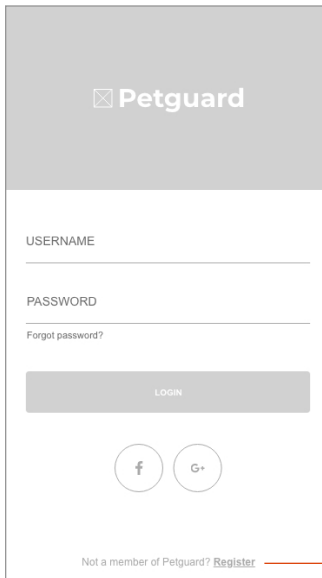 Petguard
USERNAME
PASSWORD
Forgot password?
LOGIN
f G+
Not a member of Petguard? Register